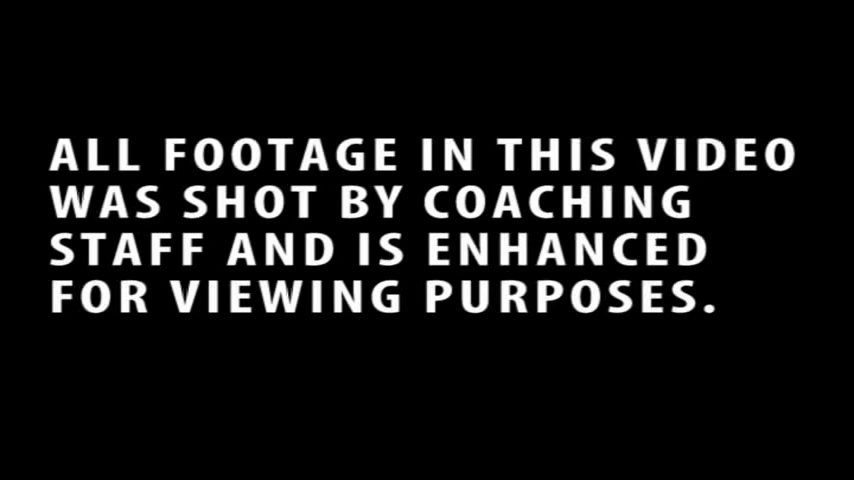 ALL FOOTAGE IN THIS VIDEO
WAS SHOT BY COACHING
STAFF AND IS ENHANCED
FOR VIEWING PURPOSES.